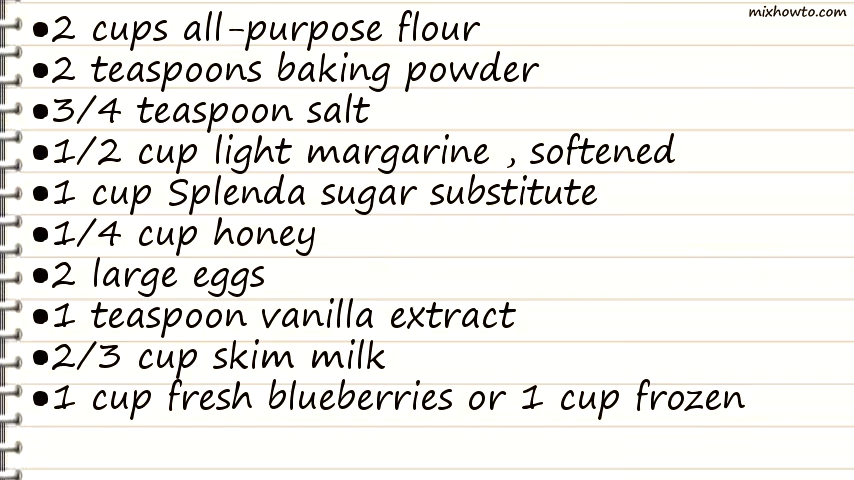 mixhowto.com
•2 cups all-purpose flour
•2 teaspoons baking powder
•3/4 teaspoon salt
•1/2 cup light margarine , softened
•1 cup Splenda sugar substitute
•1/4 cup honey
•2 large eggs
•1 teaspoon vanilla extract
•2/3 cup skim milk
•1 cup fresh blueberries or 1 cup frozen